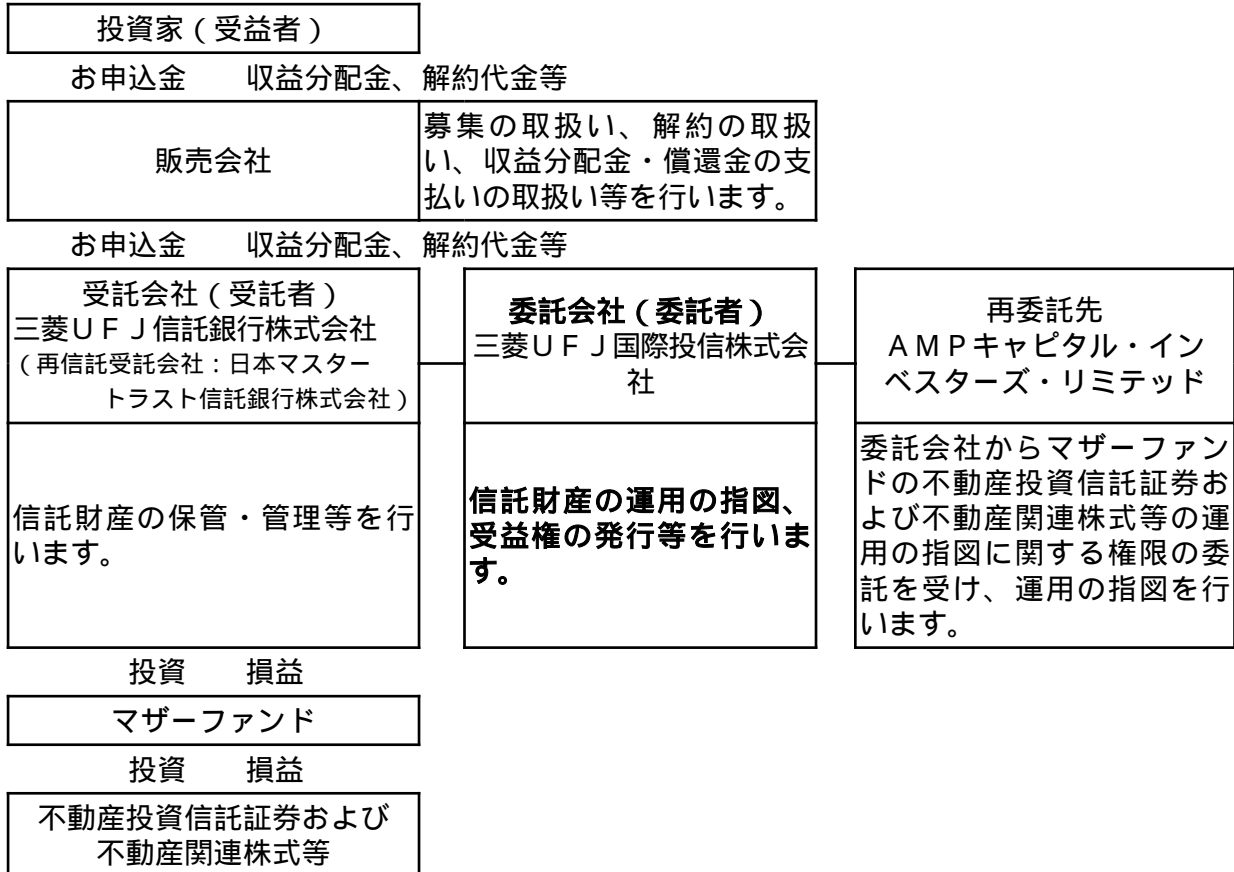 投資家（受益者）
お申込金　　収益分配金、解約代金等
販売会社
募集の取扱い、解約の取扱
い、収益分配金・償還金の支
払いの取扱い等を行います。
お申込金　　収益分配金、解約代金等
受託会社（受託者）
三菱ＵＦＪ信託銀行株式会社
（再信託受託会社：日本マスター
トラスト信託銀行株式会社）
委託会社（委託者）
三菱ＵＦＪ国際投信株式会
社
再委託先
ＡＭＰキャピタル・イン
ベスターズ・リミテッド
信託財産の保管・管理等を行
います。
信託財産の運用の指図、
受益権の発行等を行いま
す。
委託会社からマザーファン
ドの不動産投資信託証券お
よび不動産関連株式等の運
用の指図に関する権限の委
託を受け、運用の指図を行
います。
投資　　損益
マザーファンド
投資　　損益
不動産投資信託証券および
不動産関連株式等